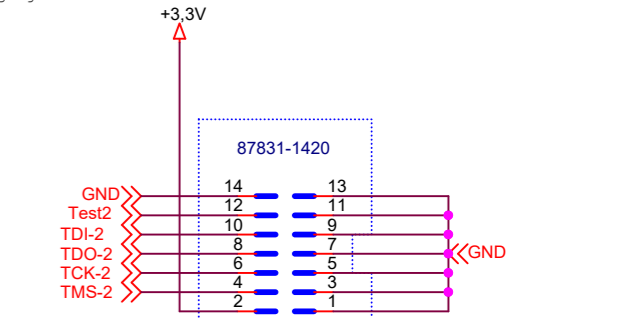 +3,3V
87831-1420
GND 14 13
Test2 12 11
TDI-2 10 9
TDO-2 8 7 GND
TCK-2 6 5
TMS-2 4 3
2 1